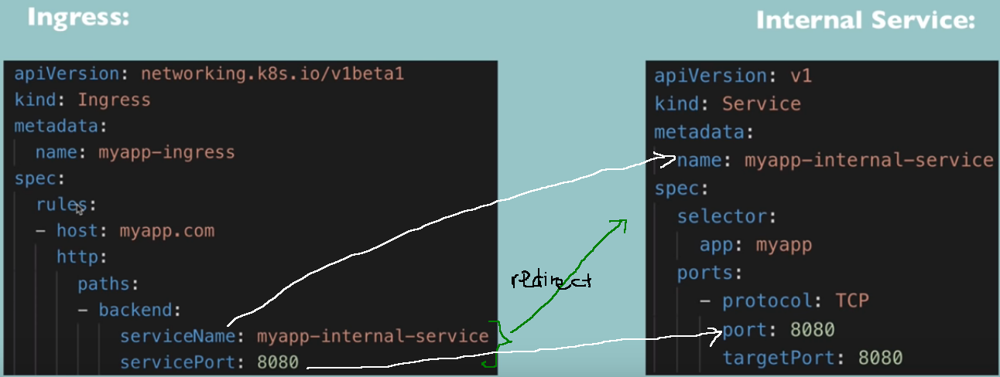 Ingress:
apiVersion: networking.k8s.io/v1beta1
kind: Ingress
metadata:
  name: myapp-ingress
spec:
  rules:
  - host: myapp.com
    http:
      paths:
      - backend:
          serviceName: myapp-internal-service
          servicePort: 8080
redirect
Internal Service:
apiVersion: v1
kind: Service
metadata:
  name: myapp-internal-service
spec:
  selector:
    app: myapp
  ports:
    - protocol: TCP
      port: 8080
      targetPort: 8080